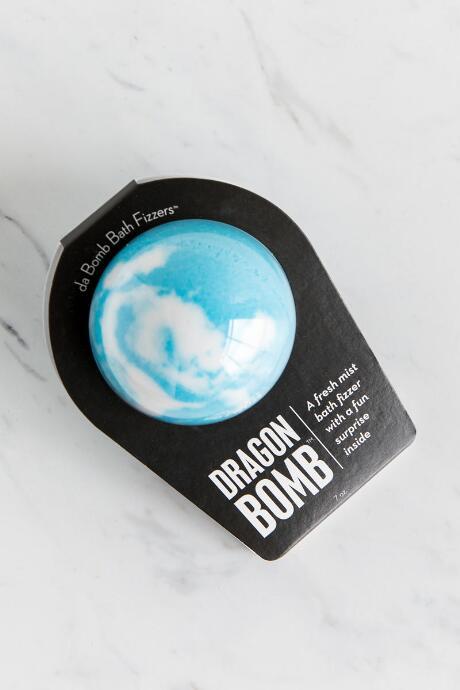 da Bomb Bath Fizzers™
DRAGON
BOMB™
A fresh mist
bath fizzer
with a fun
surprise
inside
7 oz.